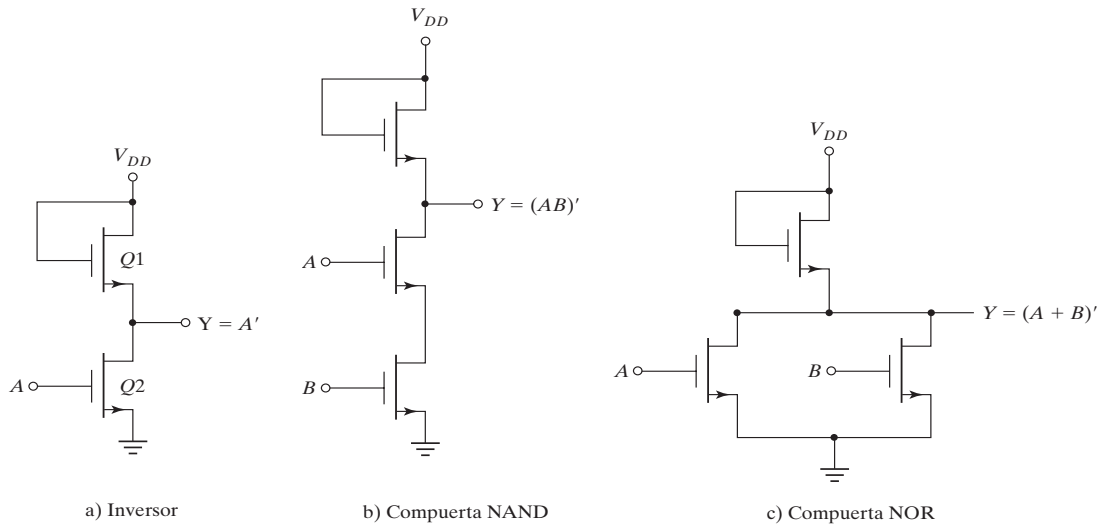 V_DD
Q1
Y = A′
A
Q2
a) Inversor
V_DD
Y = (AB)′
A
B
b) Compuerta NAND
V_DD
Y = (A + B)′
A
B
c) Compuerta NOR